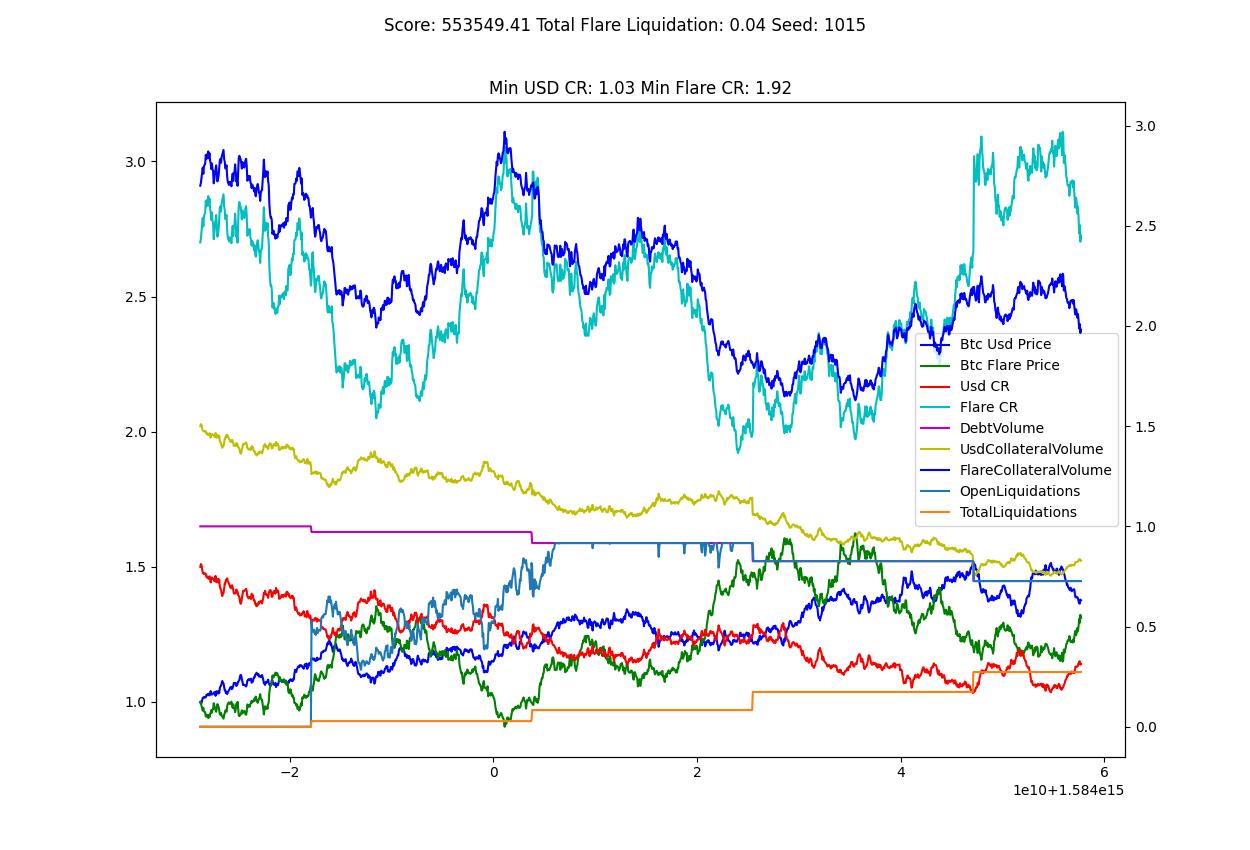 Score: 553549.41 Total Flare Liquidation: 0.04 Seed: 1015
Min USD CR: 1.03 Min Flare CR: 1.92
3.0
2.5
2.0
1.5
1.0
3.0
2.5
2.0
1.5
1.0
0.5
0.0
Btc Usd Price
Btc Flare Price
Usd CR
Flare CR
DebtVolume
UsdCollateralVolume
FlareCollateralVolume
OpenLiquidations
TotalLiquidations
−2 0 2 4 6
1e10+1.584e15